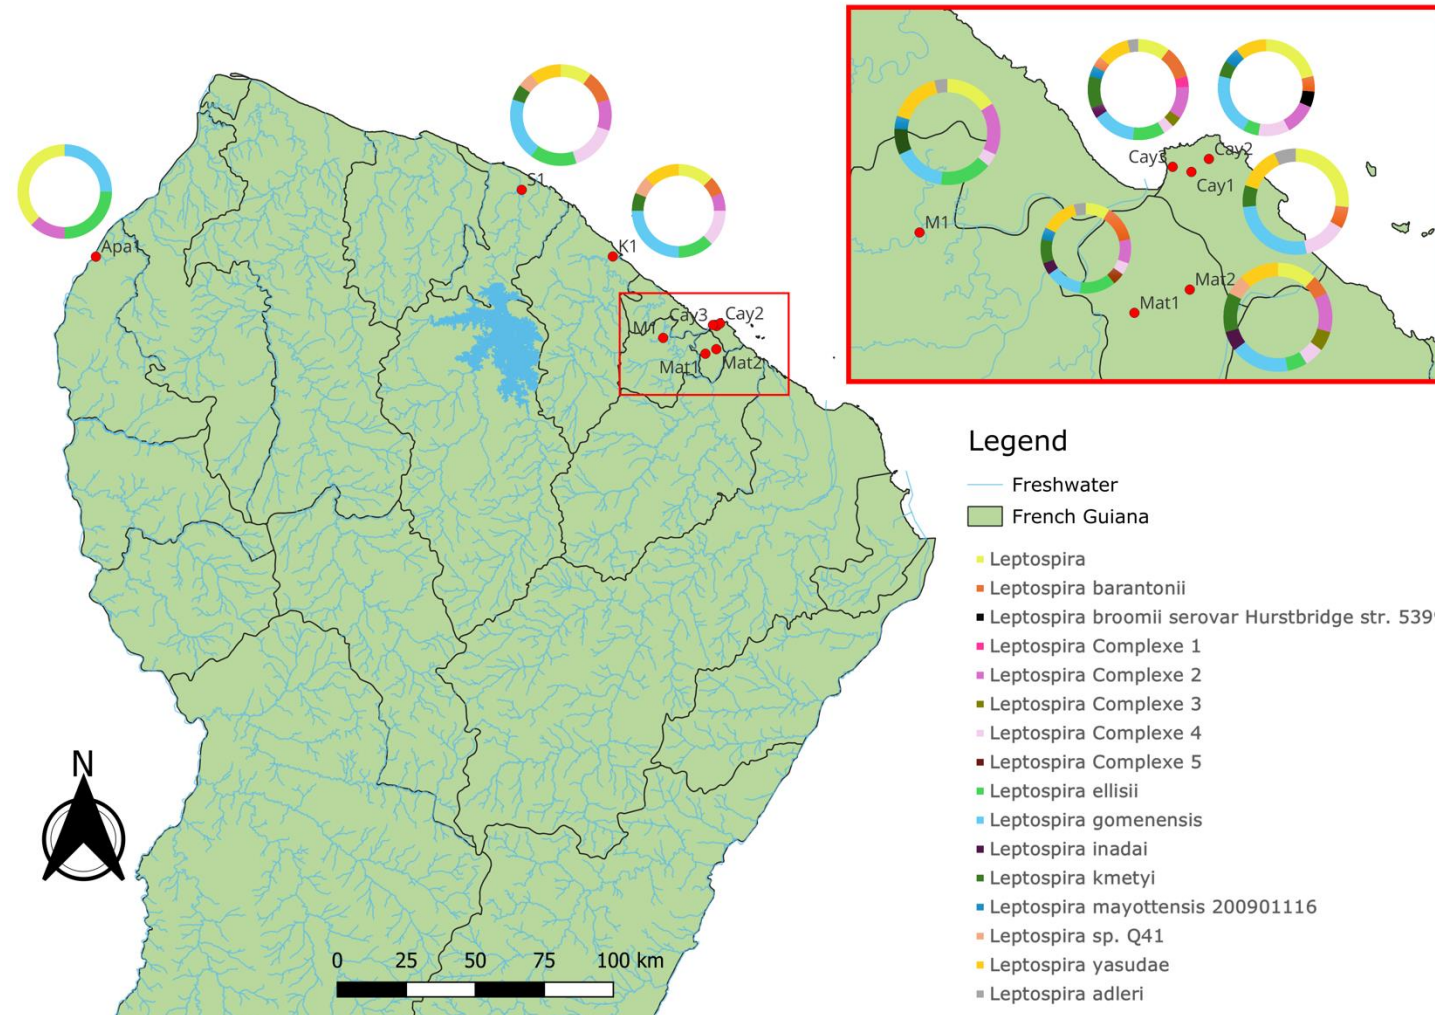 S1
Apa1
K1
Cay3
Cay2
M1
Mat1
Mat2
Cay3
Cay2
Cay1
M1
Mat2
Mat1
Legend
Freshwater
French Guiana
Leptospira
Leptospira barantonii
Leptospira broomii serovar Hurstbridge str. 539
Leptospira Complexe 1
Leptospira Complexe 2
Leptospira Complexe 3
Leptospira Complexe 4
Leptospira Complexe 5
Leptospira ellisii
Leptospira gomenensis
Leptospira inadai
Leptospira kmetyi
Leptospira mayottensis 200901116
Leptospira sp. Q41
Leptospira yasudae
Leptospira adleri
N
0 25 50 75 100 km